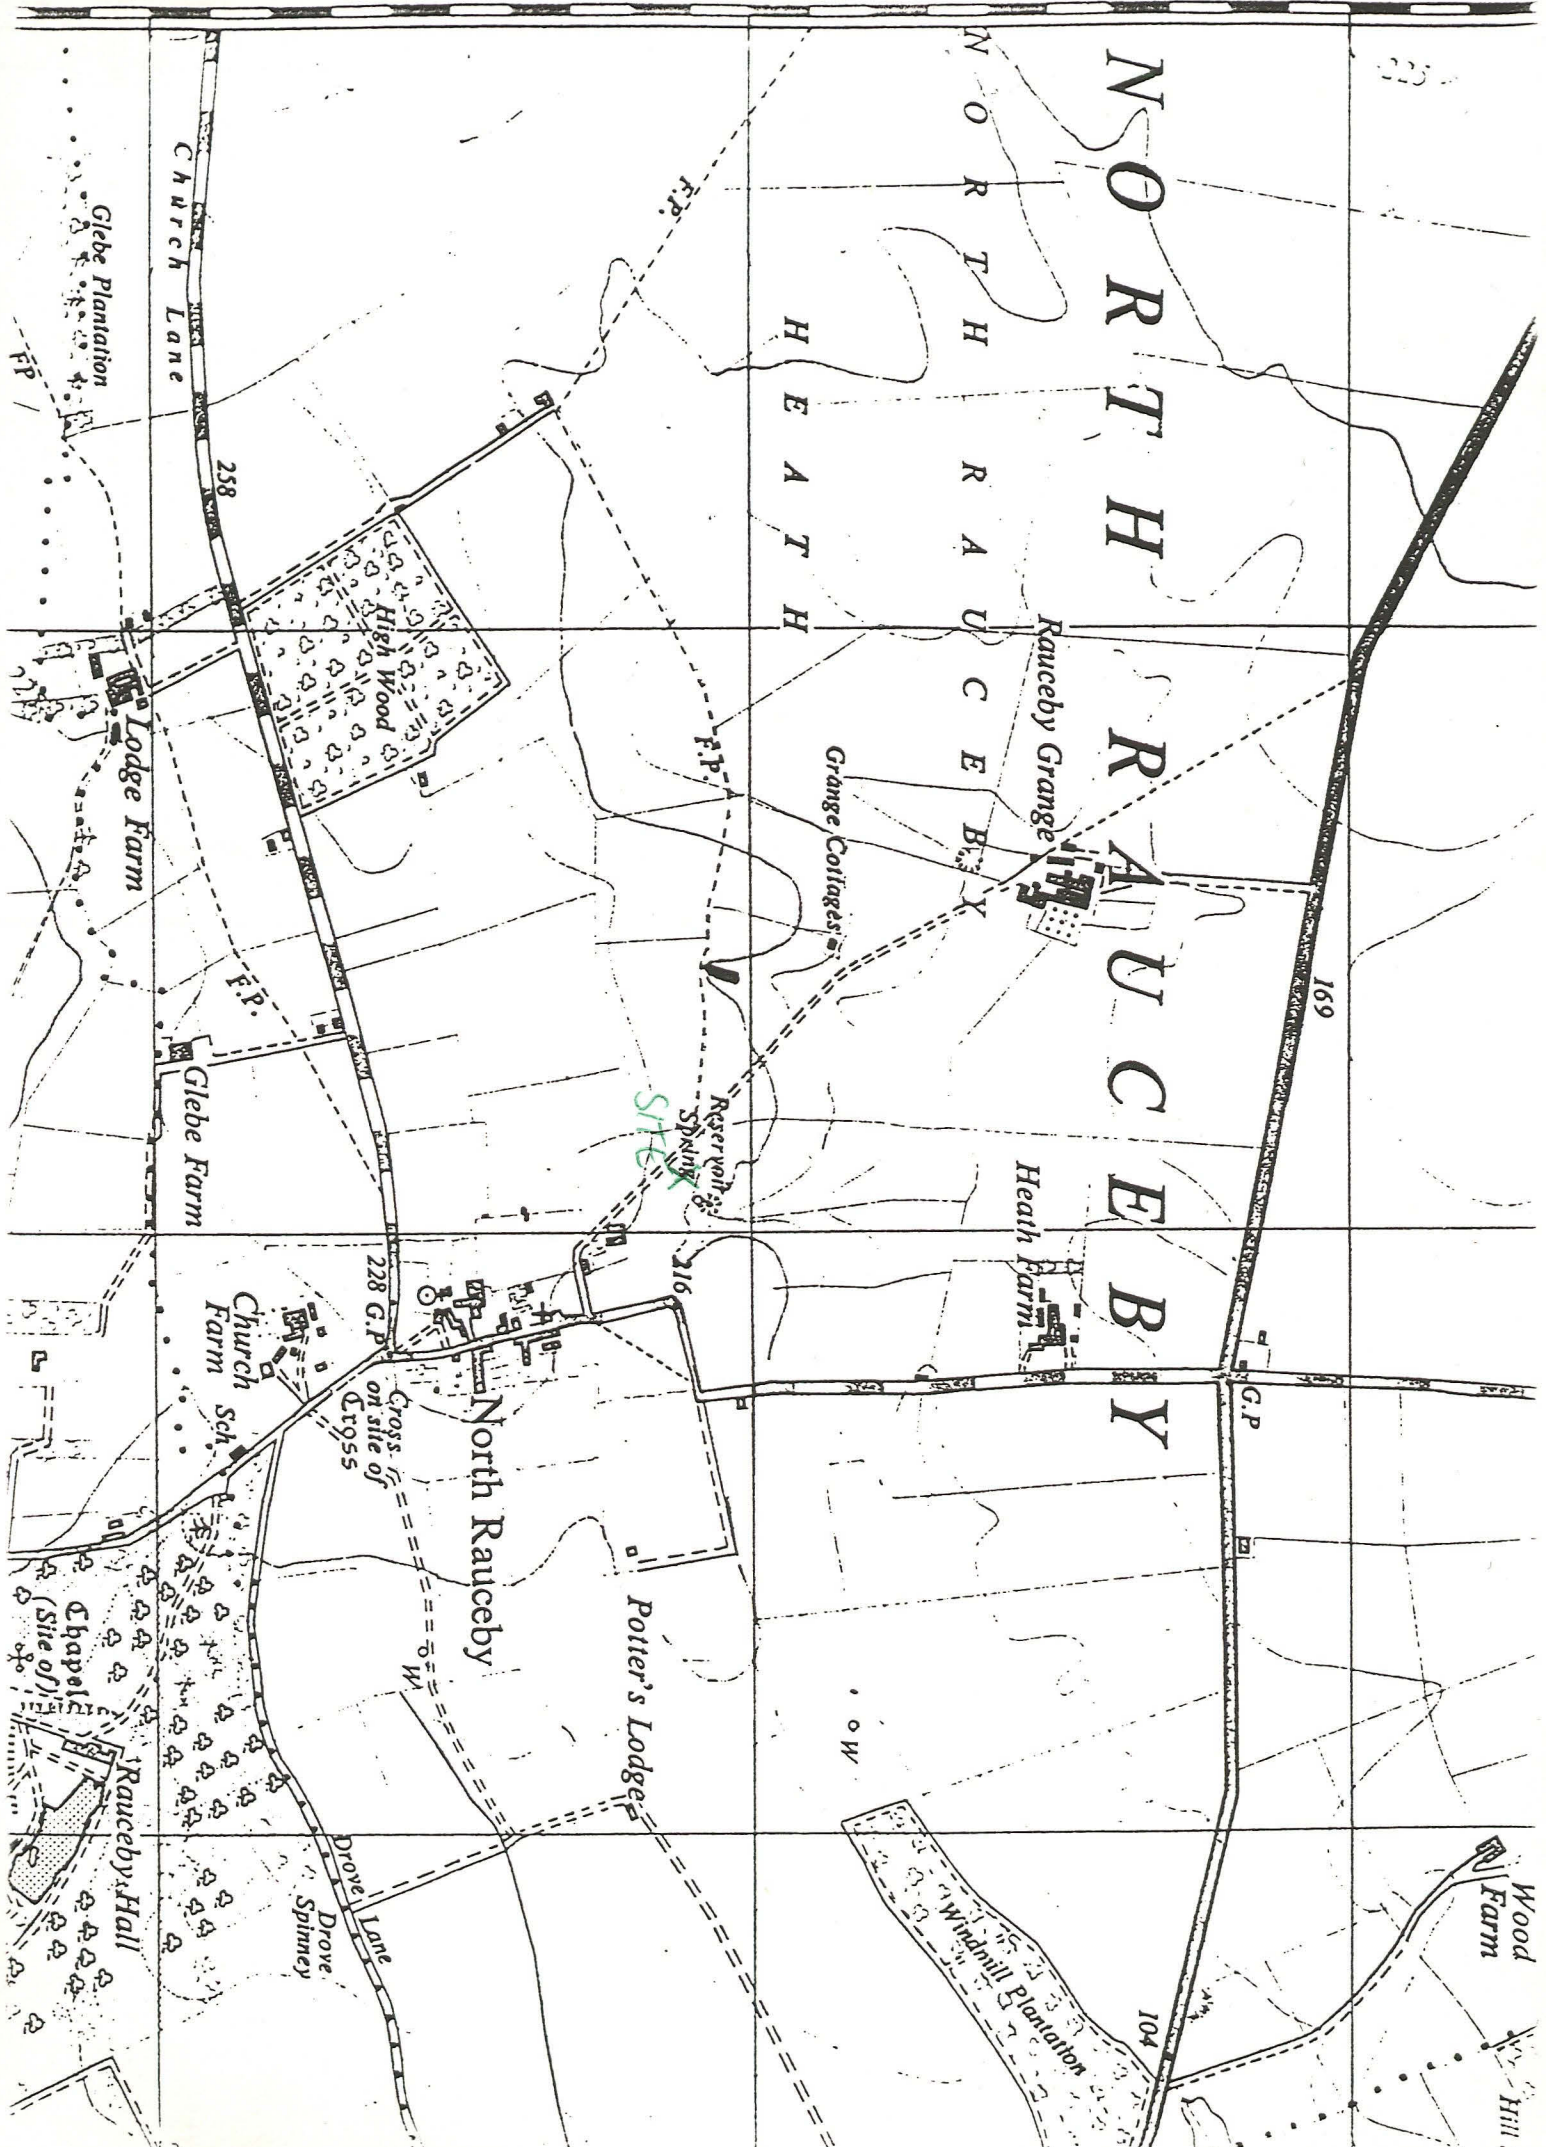 NORTH RAUCEBY
NORTH RAUCEBY
HEATH
169
Wood
Farm
Hill
104
Windmill Plantation
G.P
Heath Farm
Rauceby Grange
Grange Cottages
F.P.
F.P.
Reservoir
Spring
SITE X
216
W
Potter's Lodge
North Rauceby
W
High Wood
258
Church Lane
Glebe Plantation
FP
Lodge Farm
F.P.
Glebe Farm
228 G.P
Cross
on site of
Cross
Church
Farm
Sch
Drove Lane
Drove
Spinney
Chapel
(Site of)
Rauceby Hall